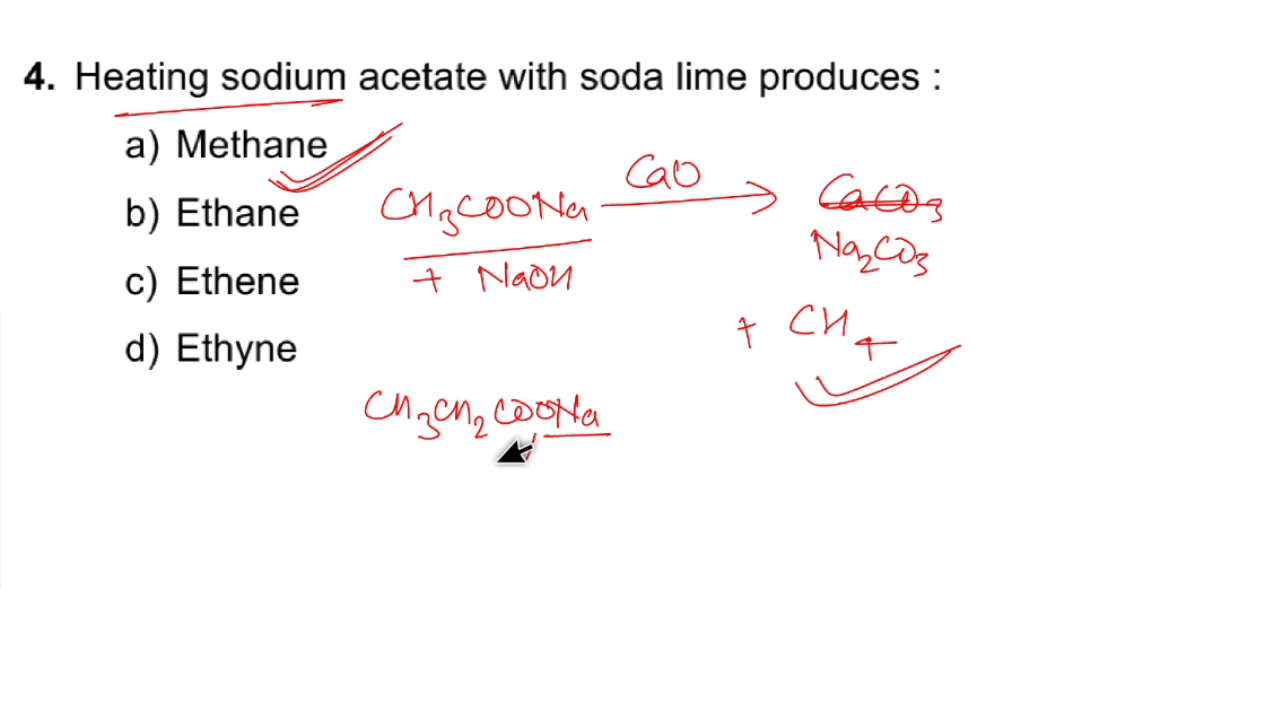 4. Heating sodium acetate with soda lime produces :
a) Methane
b) Ethane
c) Ethene
d) Ethyne
CH₃COONa
+ NaOH
CaO
CaCO₃
Na₂CO₃
+ CH₄
CH₃CH₂COONa